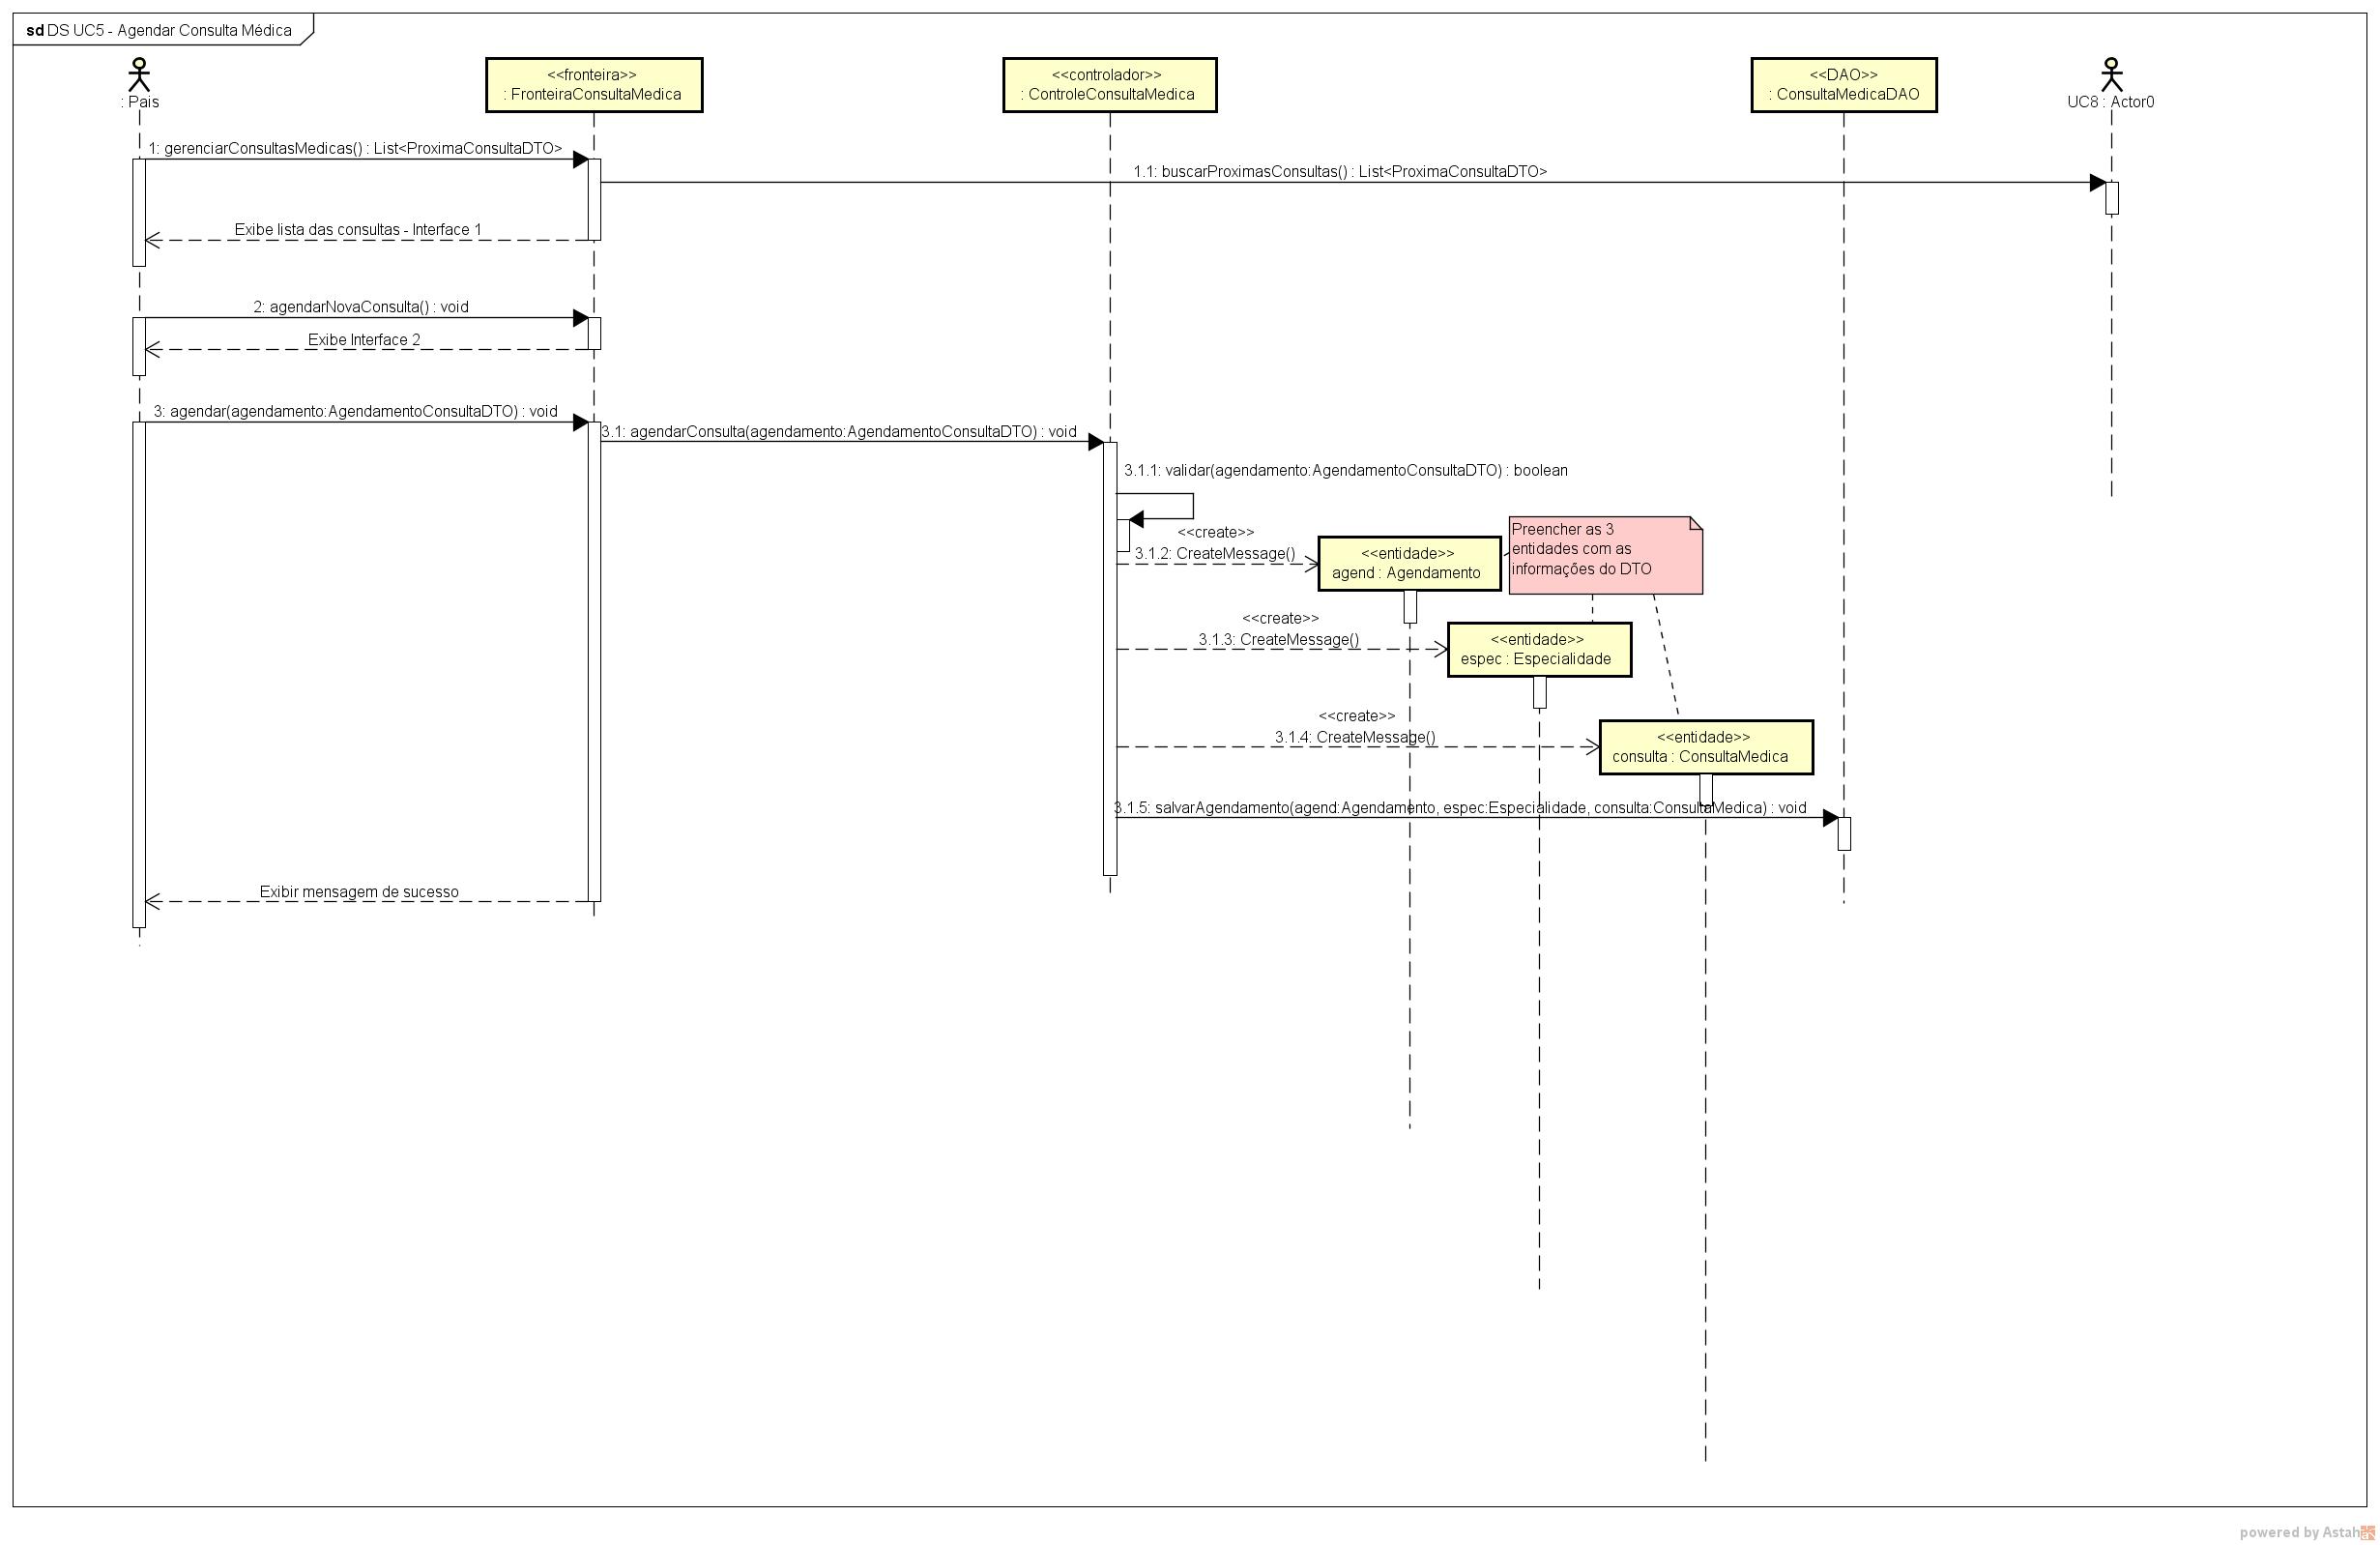 sd DS UC5 - Agendar Consulta Médica
: Pais
<<fronteira>>
: FronteiraConsultaMedica
<<controlador>>
: ControleConsultaMedica
<<DAO>>
: ConsultaMedicaDAO
UC8 : Actor0
1: gerenciarConsultasMedicas() : List<ProximaConsultaDTO>
1.1: buscarProximasConsultas() : List<ProximaConsultaDTO>
Exibe lista das consultas - Interface 1
2: agendarNovaConsulta() : void
Exibe Interface 2
3: agendar(agendamento:AgendamentoConsultaDTO) : void
3.1: agendarConsulta(agendamento:AgendamentoConsultaDTO) : void
3.1.1: validar(agendamento:AgendamentoConsultaDTO) : boolean
<<create>>
3.1.2: CreateMessage()
<<entidade>>
agend : Agendamento
Preencher as 3
entidades com as
informações do DTO
<<create>>
3.1.3: CreateMessage()
<<entidade>>
espec : Especialidade
<<create>>
3.1.4: CreateMessage()
<<entidade>>
consulta : ConsultaMedica
3.1.5: salvarAgendamento(agend:Agendamento, espec:Especialidade, consulta:ConsultaMedica) : void
Exibir mensagem de sucesso
powered by Astah